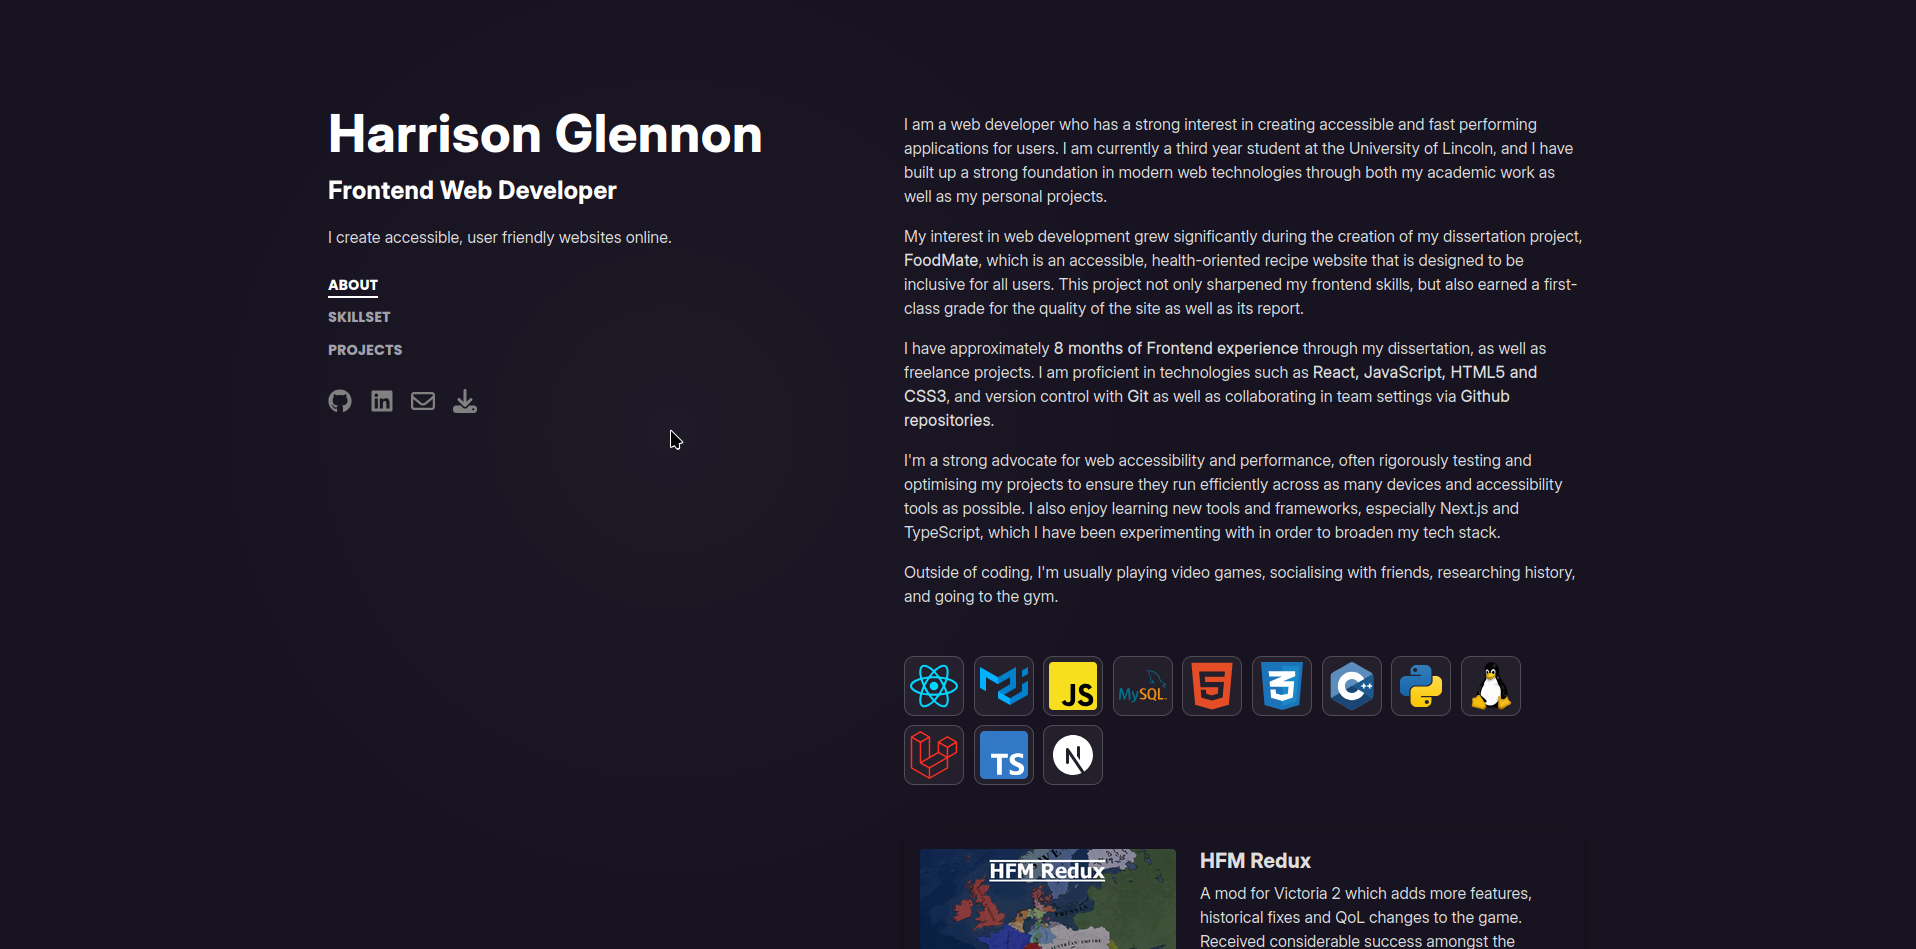 Harrison Glennon
Frontend Web Developer
I create accessible, user friendly websites online.
ABOUT
SKILLSET
PROJECTS
I am a web developer who has a strong interest in creating accessible and fast performing
applications for users. I am currently a third year student at the University of Lincoln, and I have
built up a strong foundation in modern web technologies through both my academic work as
well as my personal projects.
My interest in web development grew significantly during the creation of my dissertation project,
FoodMate, which is an accessible, health-oriented recipe website that is designed to be
inclusive for all users. This project not only sharpened my frontend skills, but also earned a first-
class grade for the quality of the site as well as its report.
I have approximately 8 months of Frontend experience through my dissertation, as well as
freelance projects. I am proficient in technologies such as React, JavaScript, HTML5 and
CSS3, and version control with Git as well as collaborating in team settings via Github
repositories.
I'm a strong advocate for web accessibility and performance, often rigorously testing and
optimising my projects to ensure they run efficiently across as many devices and accessibility
tools as possible. I also enjoy learning new tools and frameworks, especially Next.js and
TypeScript, which I have been experimenting with in order to broaden my tech stack.
Outside of coding, I'm usually playing video games, socialising with friends, researching history,
and going to the gym.
JS
MySQL
5
3
C++
TS
N
HFM Redux
HFM Redux
A mod for Victoria 2 which adds more features,
historical fixes and QoL changes to the game.
Received considerable success amongst the